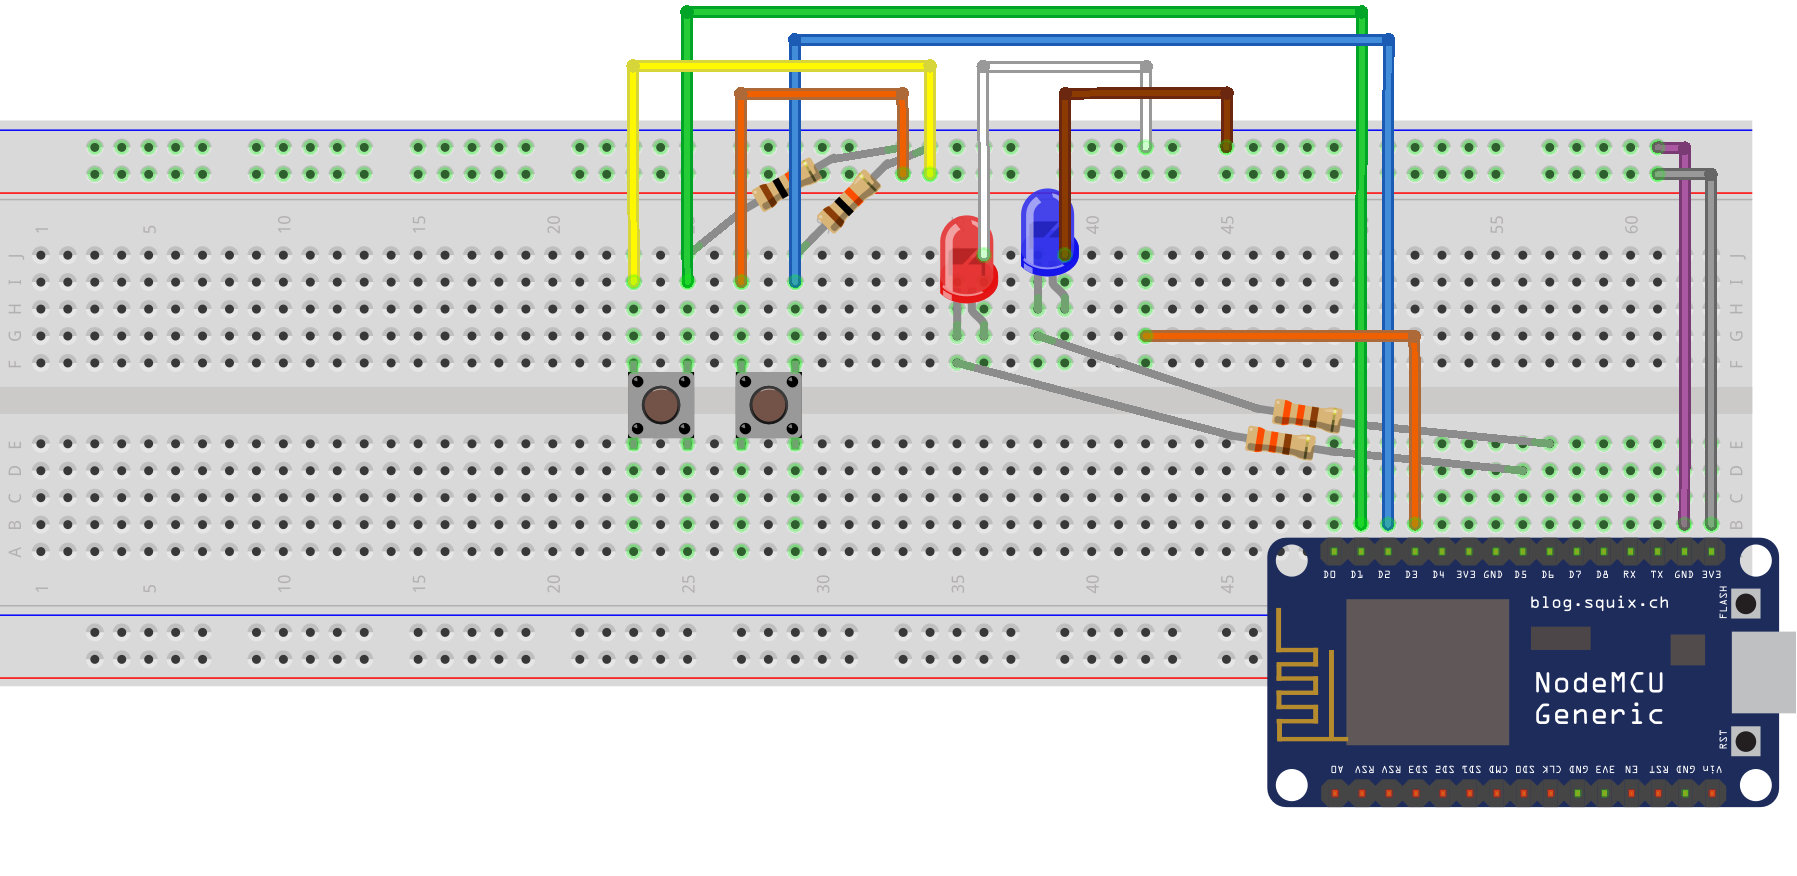 1 5 10 15 20 25 30 35 40 45 50 55 60
J J
I I
H H
G G
F F
E E
D D
C C
B B
A
1 5 10 15 20 25 30 35 40 45
D0 D1 D2 D3 D4 3V3 GND D5 D6 D7 D8 RX TX GND 3V3
blog.squix.ch
FLASH
NodeMCU
Generic
RST
A0 RSV RSV SD3 SD2 SD1 CMD SD0 CLK GND 3V3 EN RST GND Vin